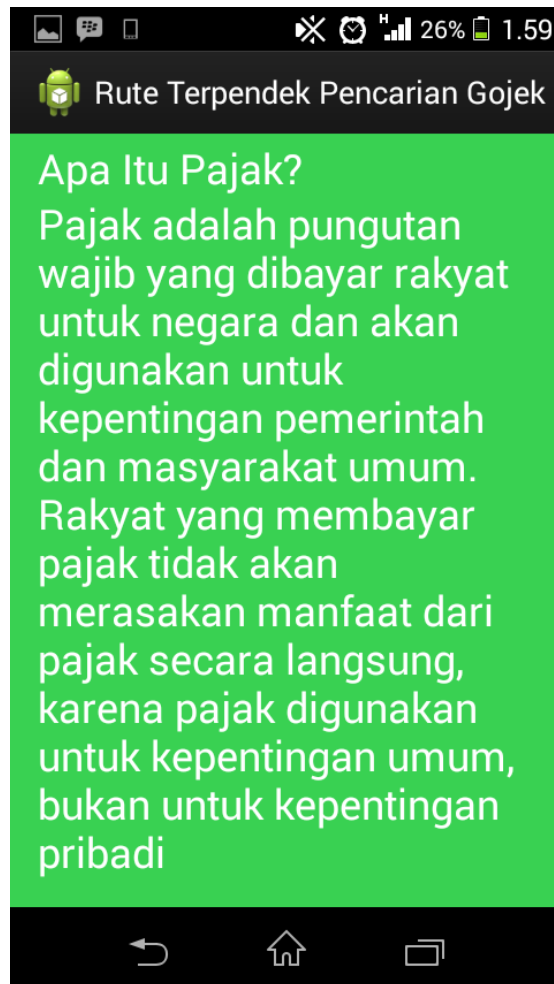 H 26% 1.59
Rute Terpendek Pencarian Gojek
Apa Itu Pajak?
Pajak adalah pungutan
wajib yang dibayar rakyat
untuk negara dan akan
digunakan untuk
kepentingan pemerintah
dan masyarakat umum.
Rakyat yang membayar
pajak tidak akan
merasakan manfaat dari
pajak secara langsung,
karena pajak digunakan
untuk kepentingan umum,
bukan untuk kepentingan
pribadi